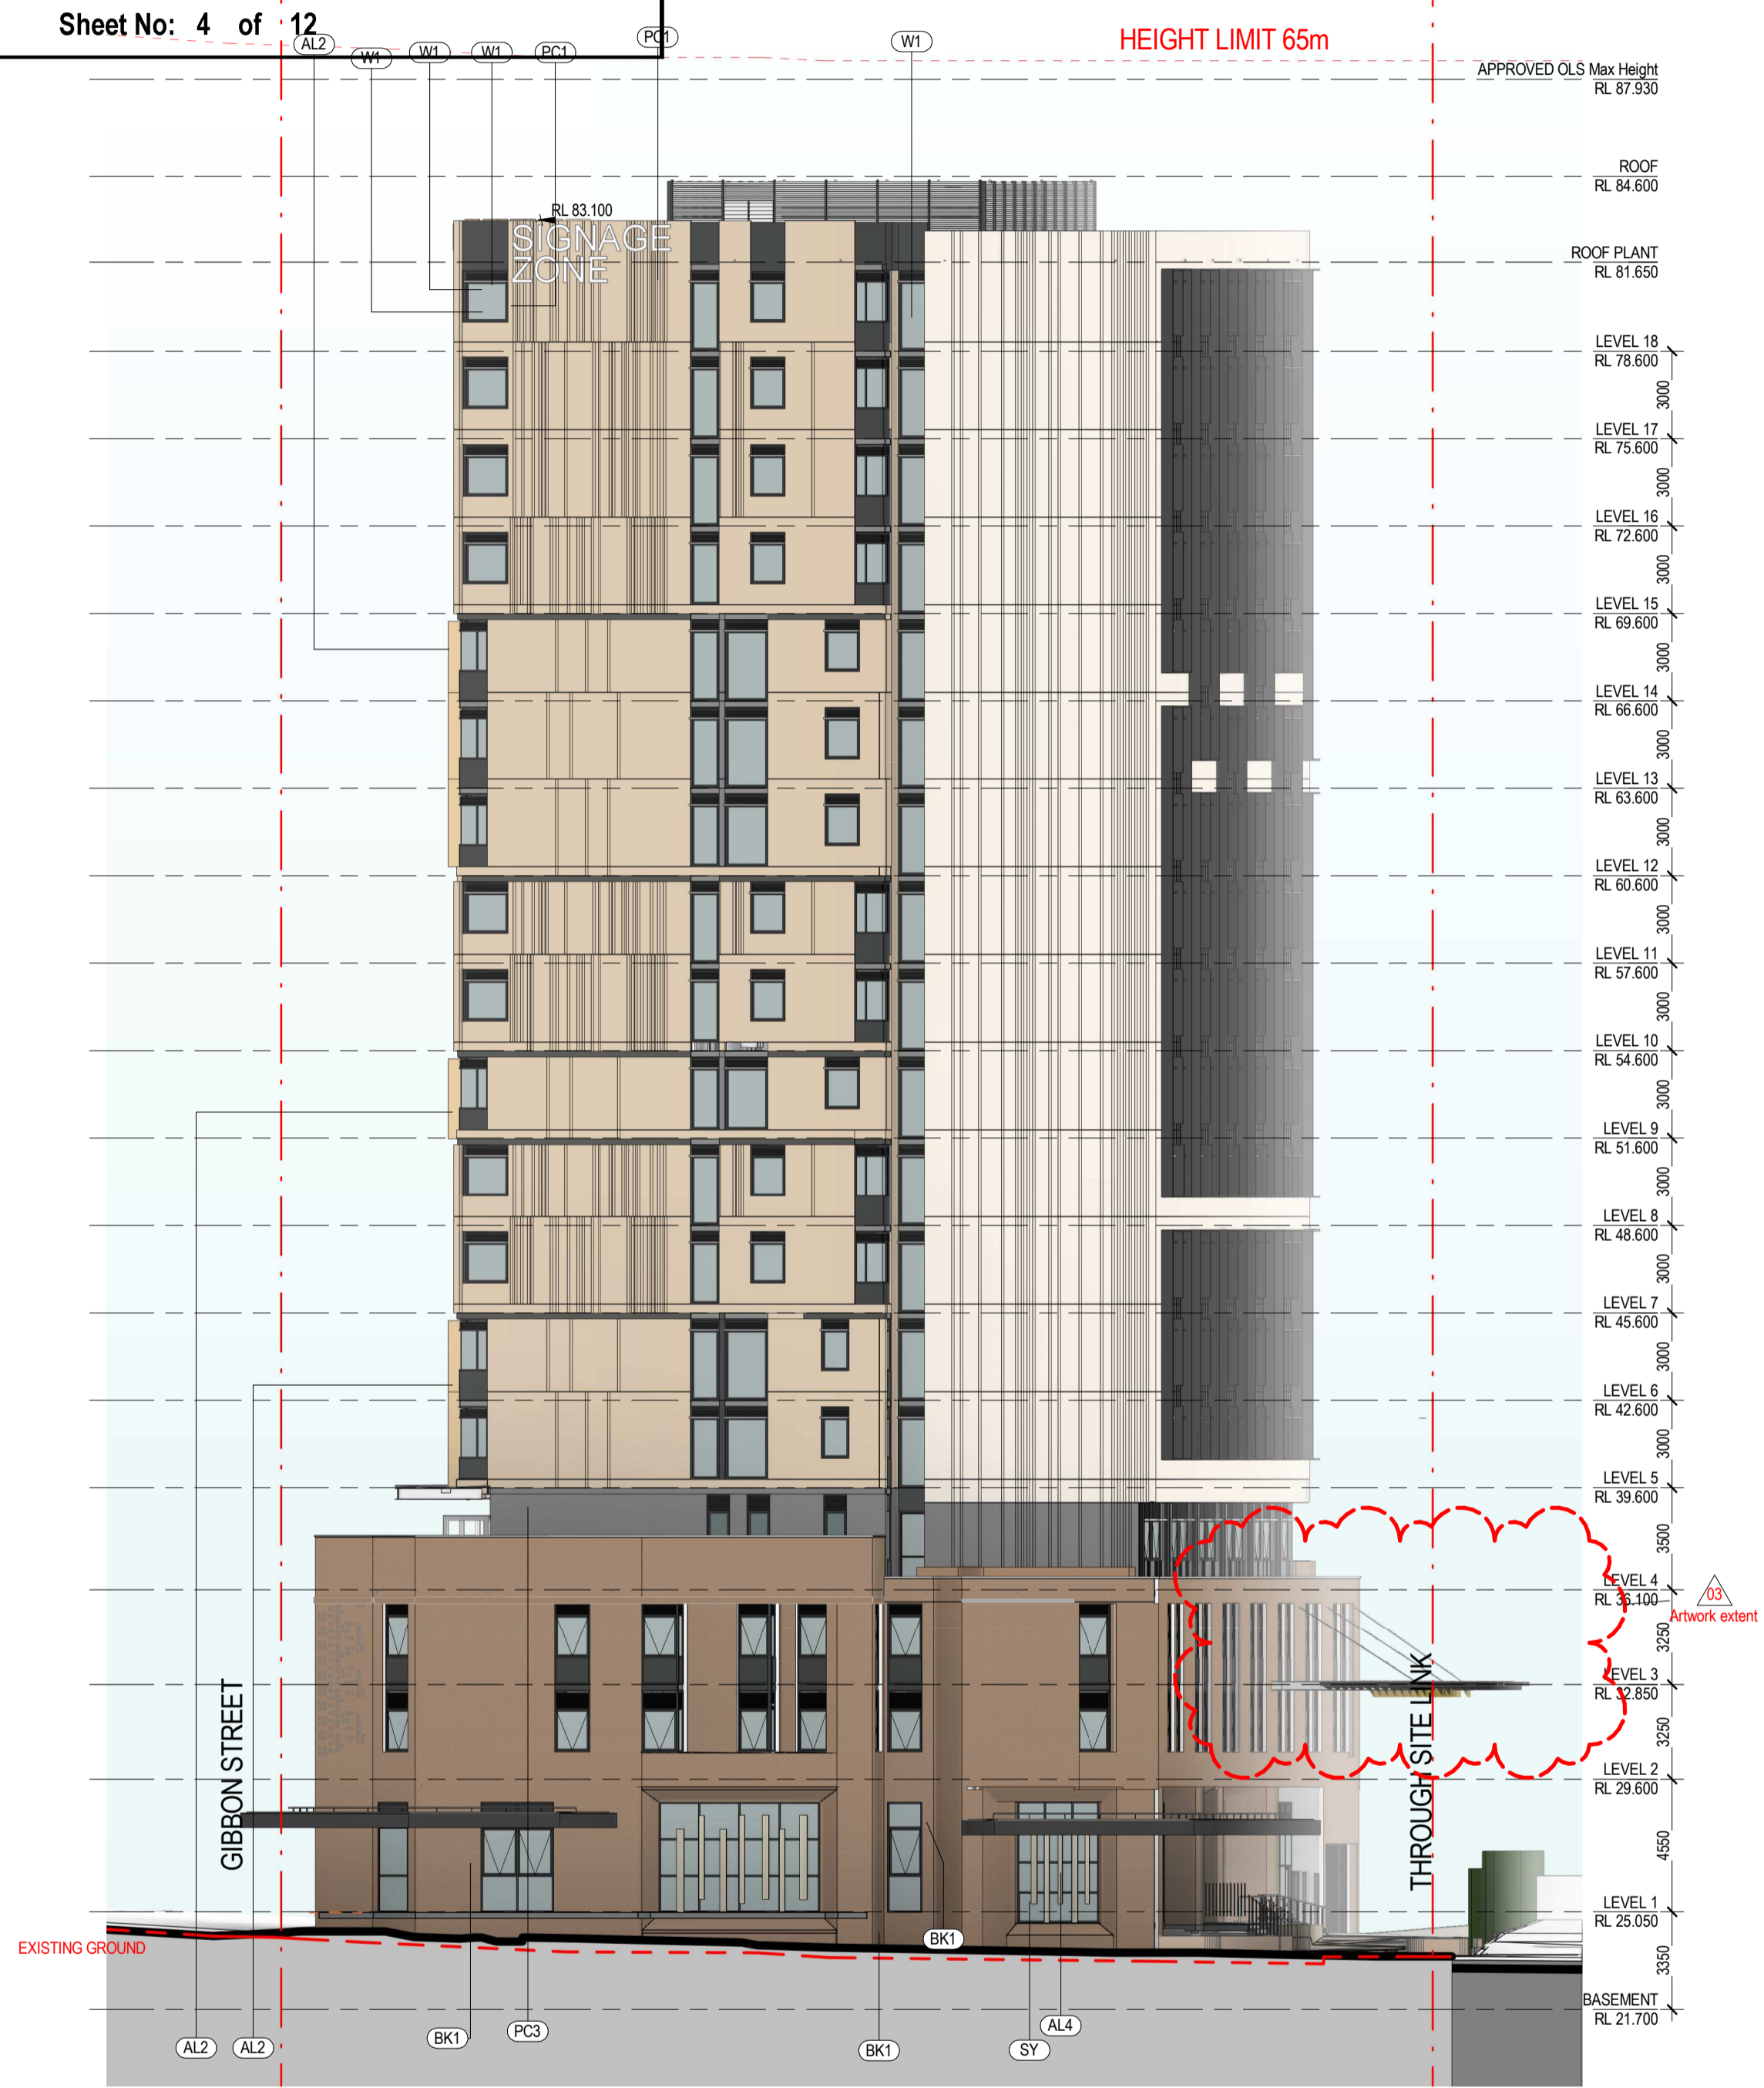 Sheet No: 4 of 12
AL2
W1
W1
W1
PC1
PC1
W1
HEIGHT LIMIT 65m
APPROVED OLS Max Height
RL 87.930
ROOF
RL 84.600
RL 83.100
SIGNAGE
ZONE
ROOF PLANT
RL 81.650
LEVEL 18
RL 78.600
3000
LEVEL 17
RL 75.600
3000
LEVEL 16
RL 72.600
3000
LEVEL 15
RL 69.600
3000
LEVEL 14
RL 66.600
3000
LEVEL 13
RL 63.600
3000
LEVEL 12
RL 60.600
3000
LEVEL 11
RL 57.600
3000
LEVEL 10
RL 54.600
3000
LEVEL 9
RL 51.600
3000
LEVEL 8
RL 48.600
3000
LEVEL 7
RL 45.600
3000
LEVEL 6
RL 42.600
3000
LEVEL 5
RL 39.600
3500
LEVEL 4
RL 36.100
03
Artwork extent
3250
LEVEL 3
RL 32.850
3250
LEVEL 2
RL 29.600
4550
LEVEL 1
RL 25.050
3350
BASEMENT
RL 21.700
GIBBON STREET
THROUGH SITE LINK
EXISTING GROUND
AL2
AL2
BK1
PC3
BK1
BK1
SY
AL4